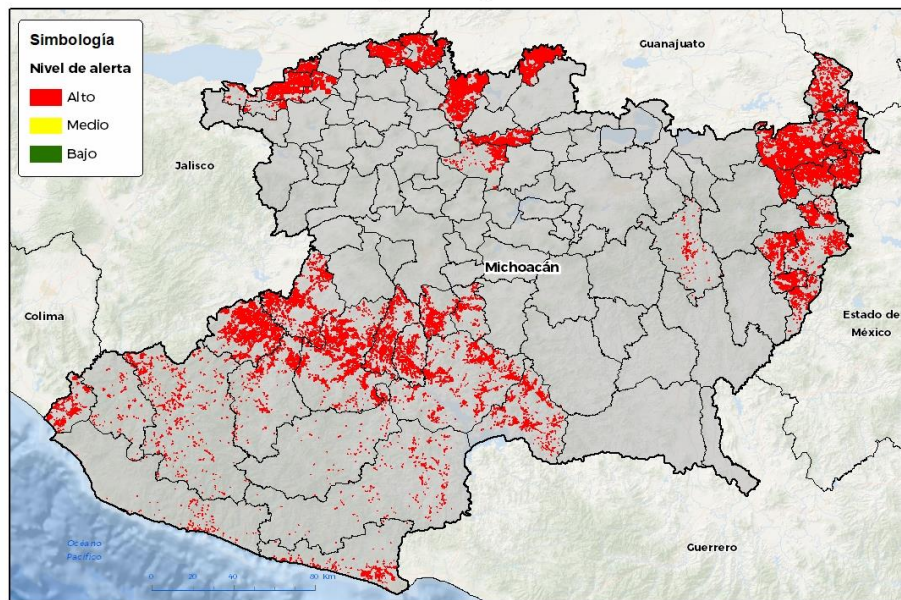 Simbología
Nivel de alerta
Alto
Medio
Bajo
Guanajuato
Jalisco
Michoacán
Colima
Estado de
México
Océano
Pacífico
Guerrero
0 20 40 80 Km